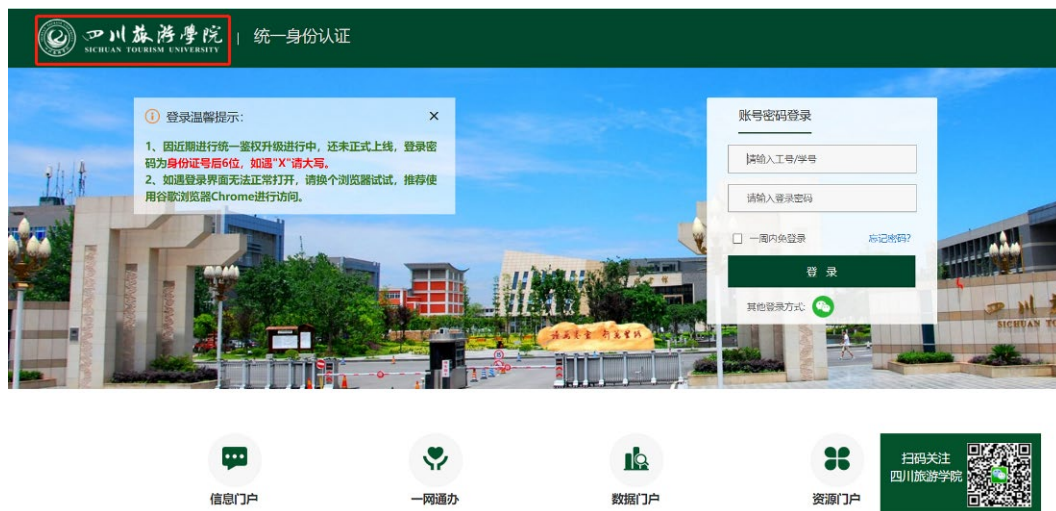 四川旅游學院
SICHUAN TOURISM UNIVERSITY
统一身份认证
登录温馨提示:
1、因近期进行统一鉴权升级进行中，还未正式上线，登录密
码为身份证号后6位，如遇"X"请大写。
2、如遇登录界面无法正常打开，请换个浏览器试试，推荐使
用谷歌浏览器Chrome进行访问。
账号密码登录
请输入工号/学号
请输入登录密码
一周内免登录
忘记密码?
登 录
其他登录方式:
SICHUAN
信息门户
一网通办
数据门户
资源门户
扫码关注
四川旅游学院